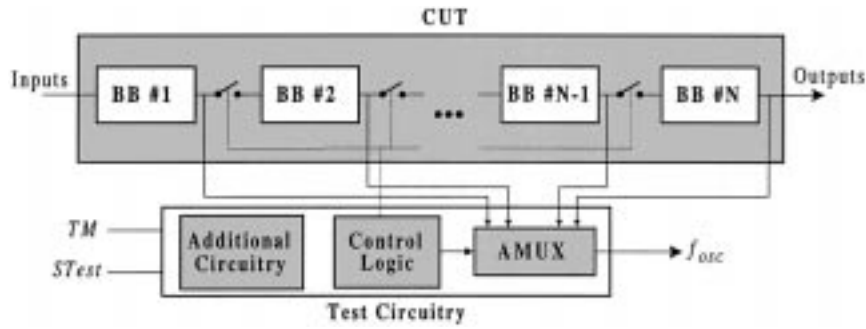 CUT
Inputs
BB #1
BB #2
•••
BB #N-1
BB #N
Outputs
TM
STest
Additional
Circuitry
Control
Logic
AMUX
fosc
Test Circuitry